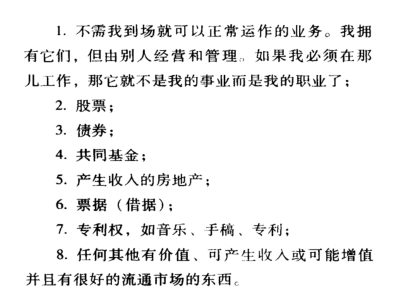 1. 不需我到场就可以正常运作的业务。我拥
有它们，但由别人经营和管理。如果我必须在那
儿工作，那它就不是我的事业而是我的职业了；
2. 股票；
3. 债券；
4. 共同基金；
5. 产生收入的房地产；
6. 票据（借据）；
7. 专利权，如音乐、手稿、专利；
8. 任何其他有价值、可产生收入或可能增值
并且有很好的流通市场的东西。